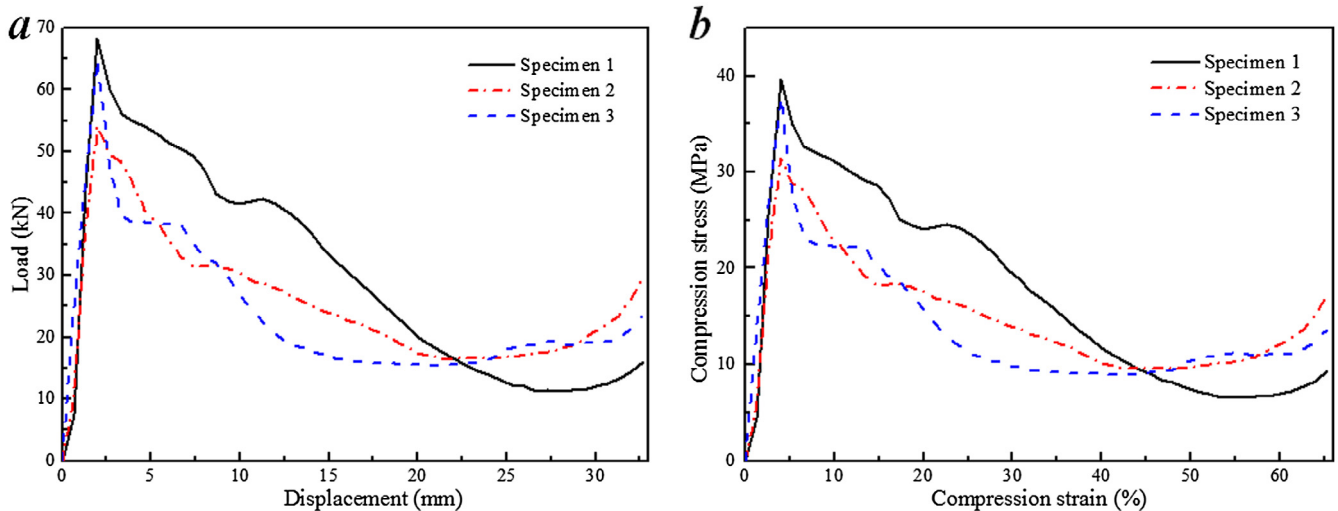 a
Load (kN)
70
60
50
40
30
20
10
0
Specimen 1
Specimen 2
Specimen 3
0 5 10 15 20 25 30
Displacement (mm)
b
Compression stress (MPa)
40
30
20
10
0
Specimen 1
Specimen 2
Specimen 3
0 10 20 30 40 50 60
Compression strain (%)